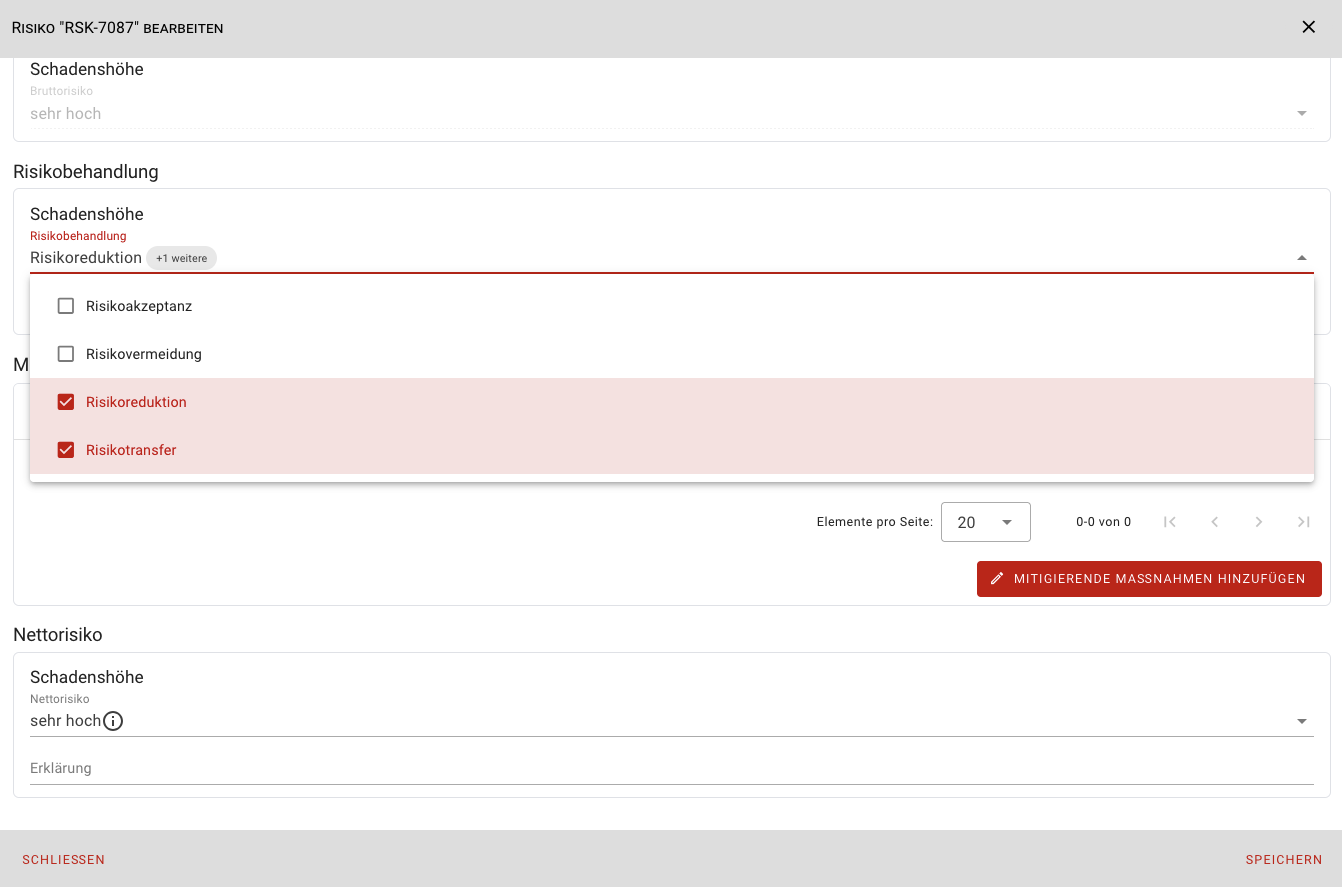 Risiko "RSK-7087" bearbeiten
Schadenshöhe
Bruttorisiko
sehr hoch
Risikobehandlung
Schadenshöhe
Risikobehandlung
Risikoreduktion +1 weitere
Risikoakzeptanz
Risikovermeidung
M
Risikoreduktion
Risikotransfer
Elemente pro Seite: 20 0-0 von 0
MITIGIERENDE MASSNAHMEN HINZUFÜGEN
Nettorisiko
Schadenshöhe
Nettorisiko
sehr hoch
Erklärung
SCHLIESSEN SPEICHERN